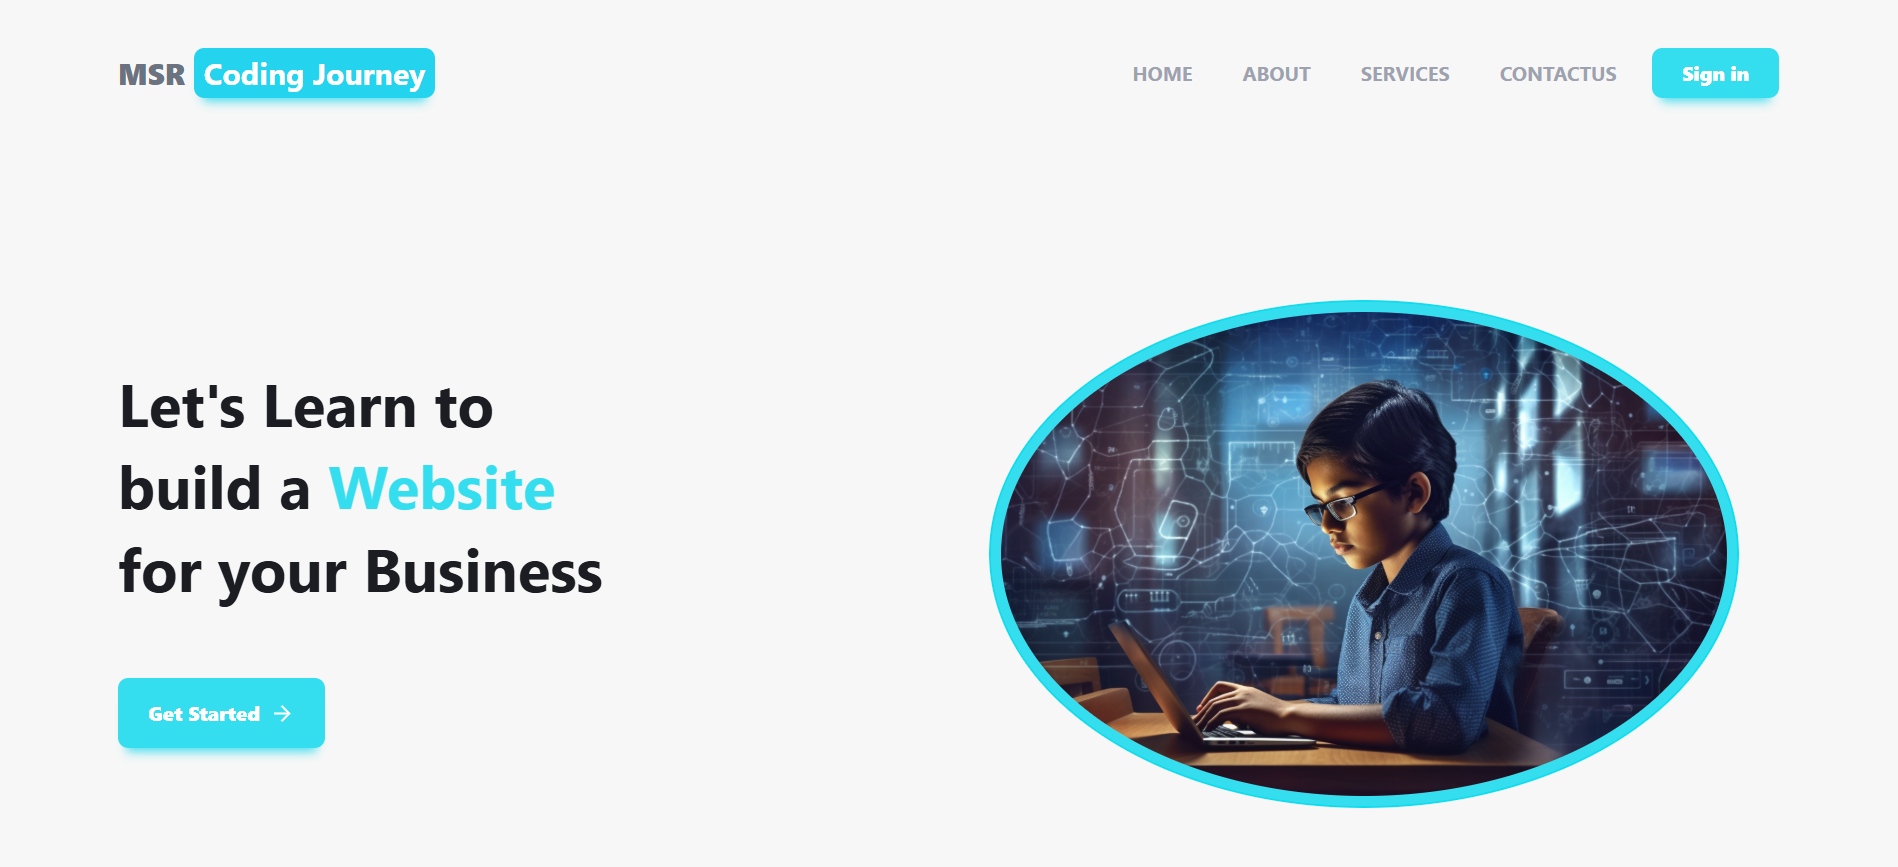 MSR Coding Journey
HOME ABOUT SERVICES CONTACTUS Sign in
Let's Learn to
build a Website
for your Business
Get Started